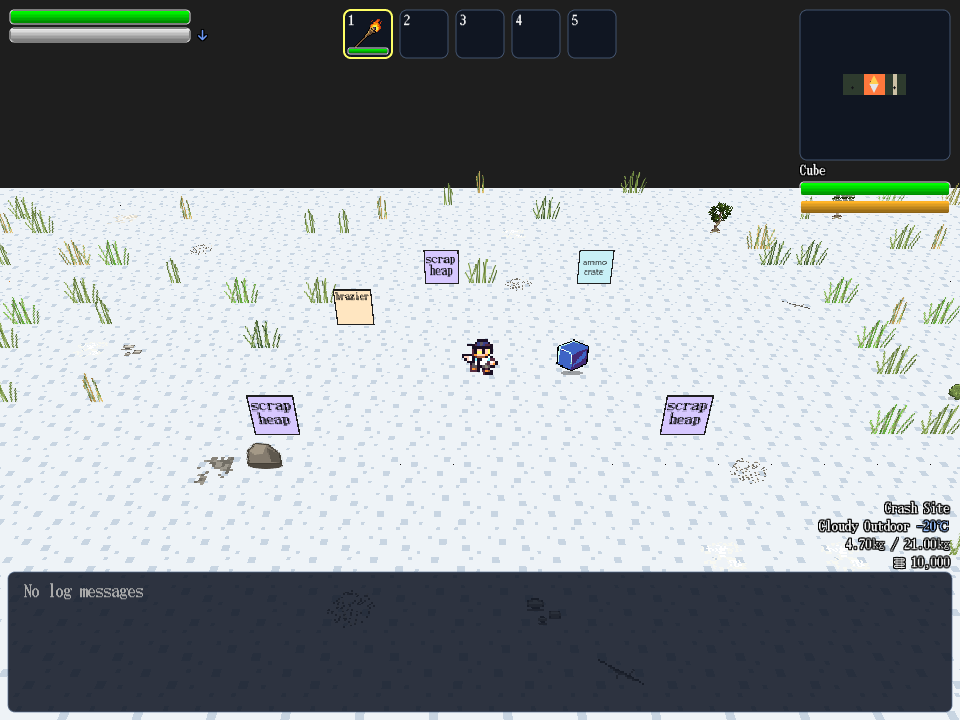 1
2
3
4
5
Cube
scrap
heap
ammo
crate
brazier
scrap
heap
scrap
heap
Crash Site
Cloudy Outdoor -20℃
4.70kg / 21.00kg
10,000
No log messages